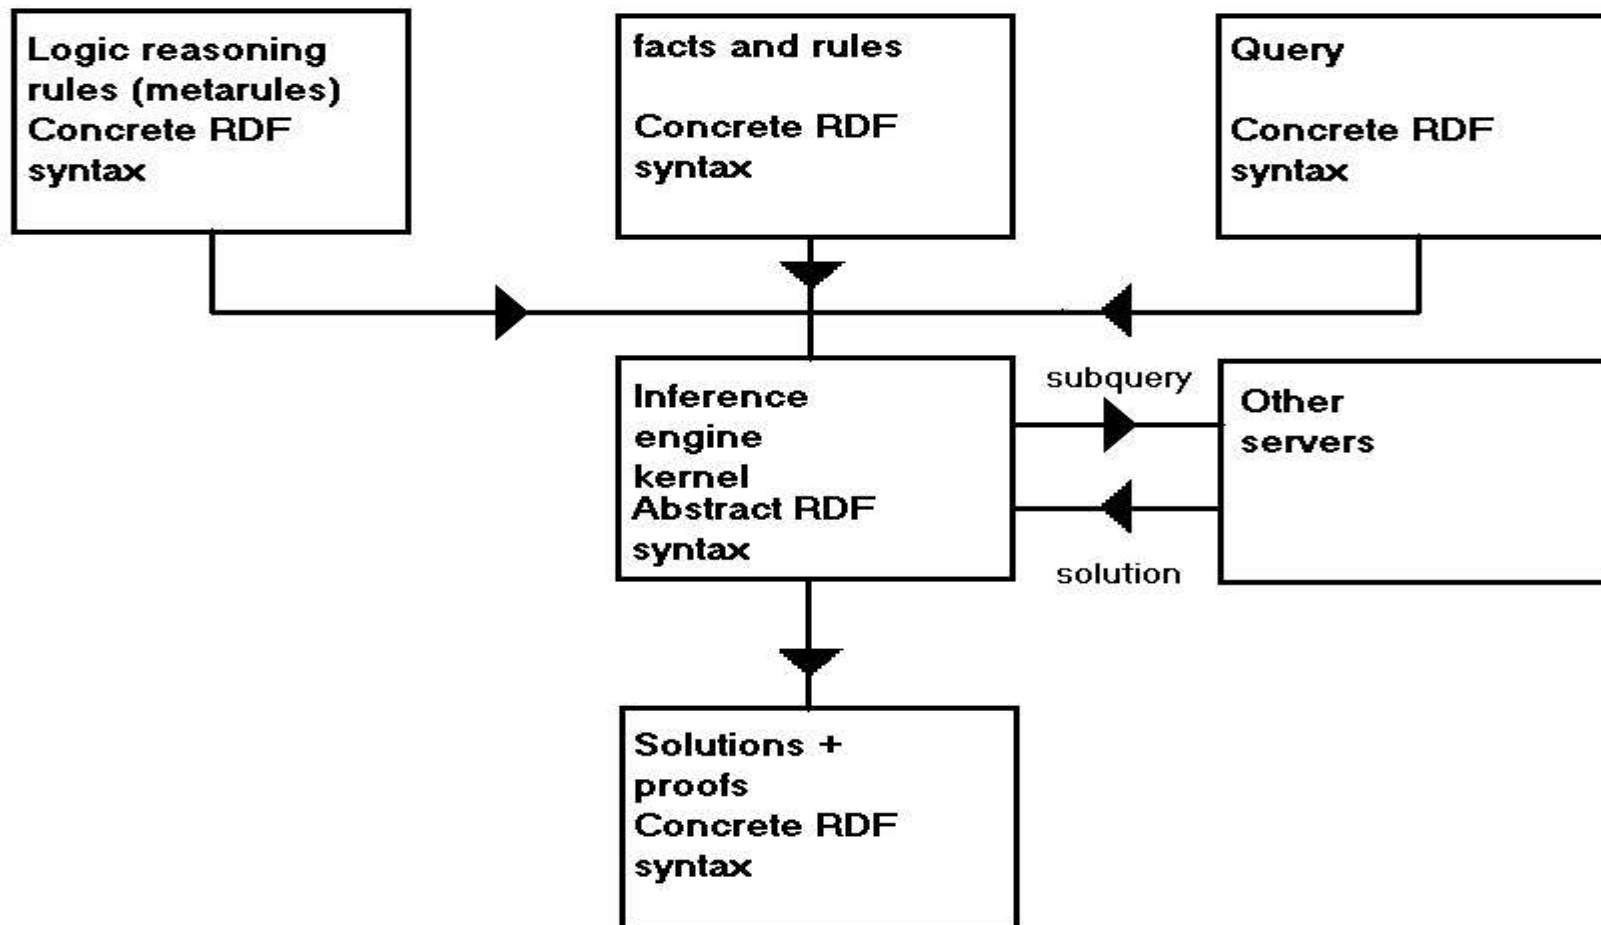 Logic reasoning
rules (metarules)
Concrete RDF
syntax
facts and rules
Concrete RDF
syntax
Query
Concrete RDF
syntax
Inference
engine
kernel
Abstract RDF
syntax
subquery
solution
Other
servers
Solutions +
proofs
Concrete RDF
syntax